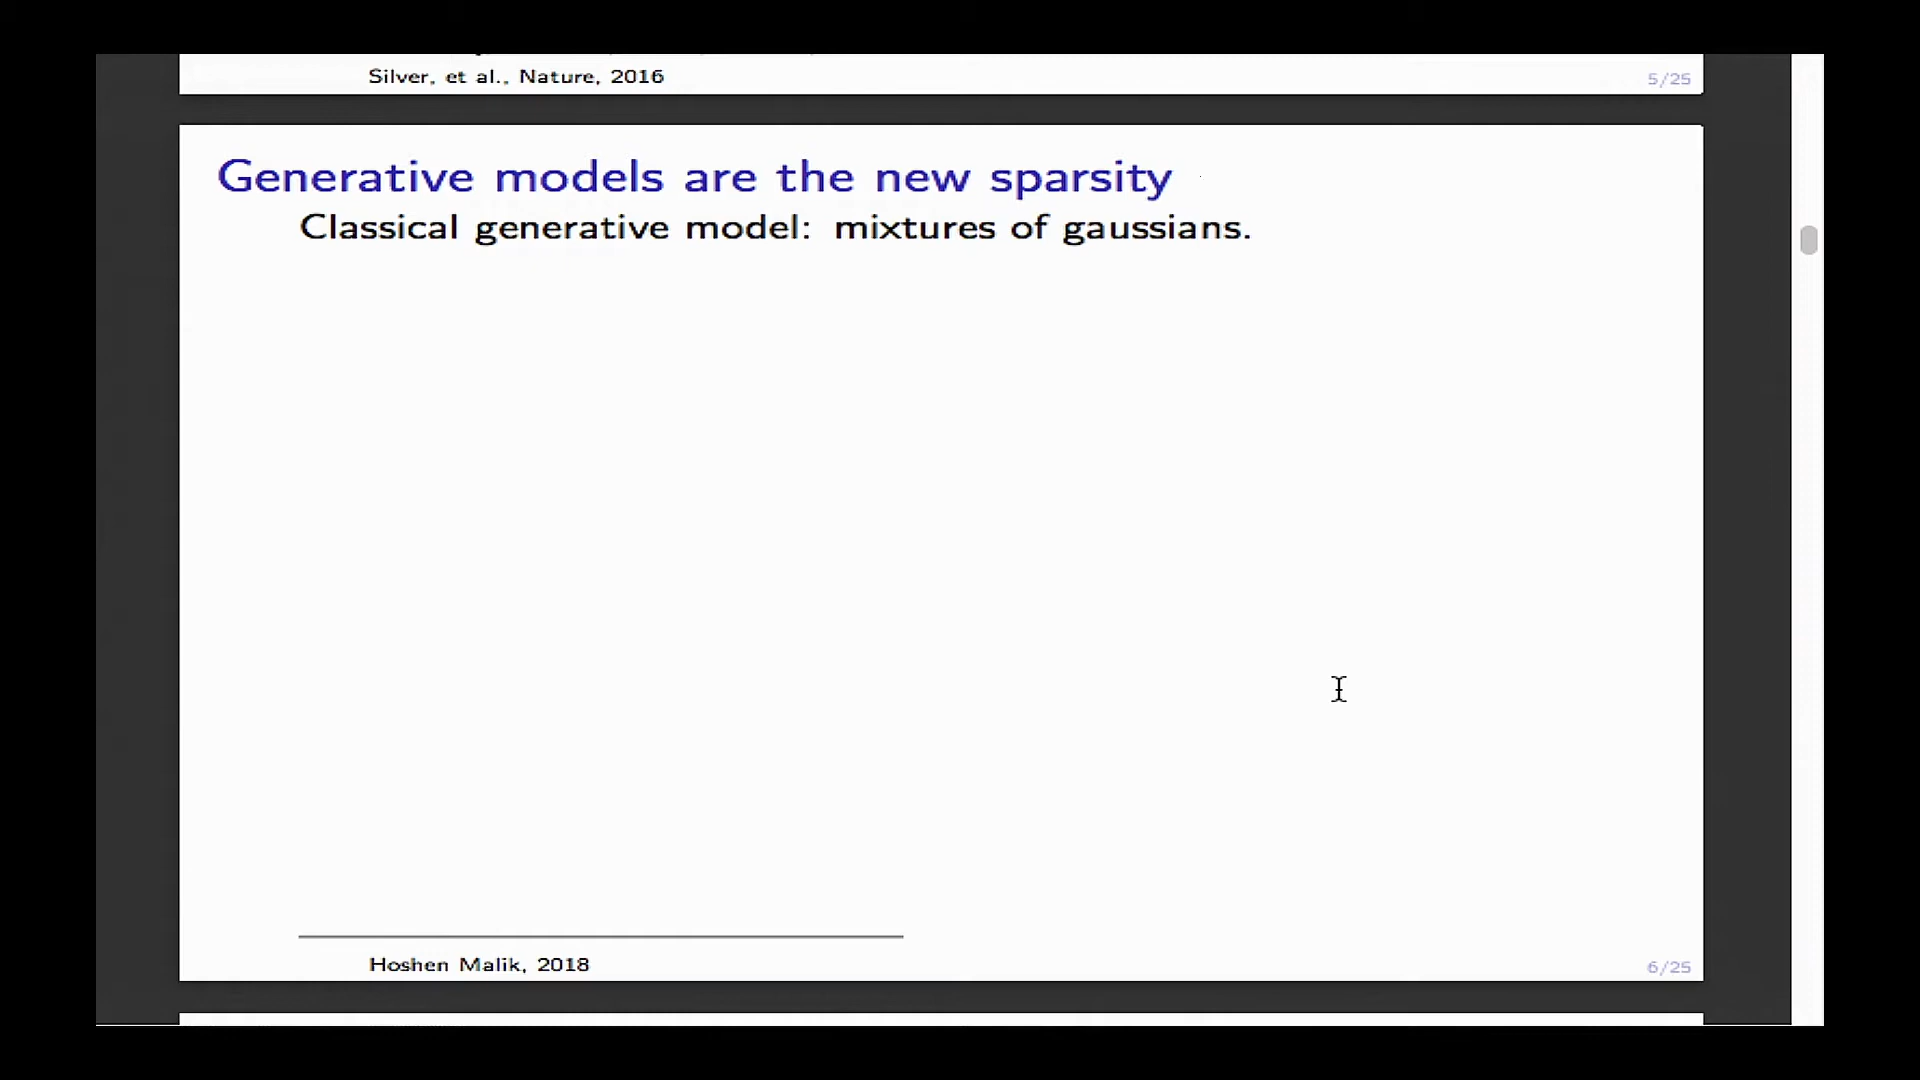 Silver, et al., Nature, 2016
5/25
Generative models are the new sparsity
Classical generative model: mixtures of gaussians.
Hoshen Malik, 2018
6/25